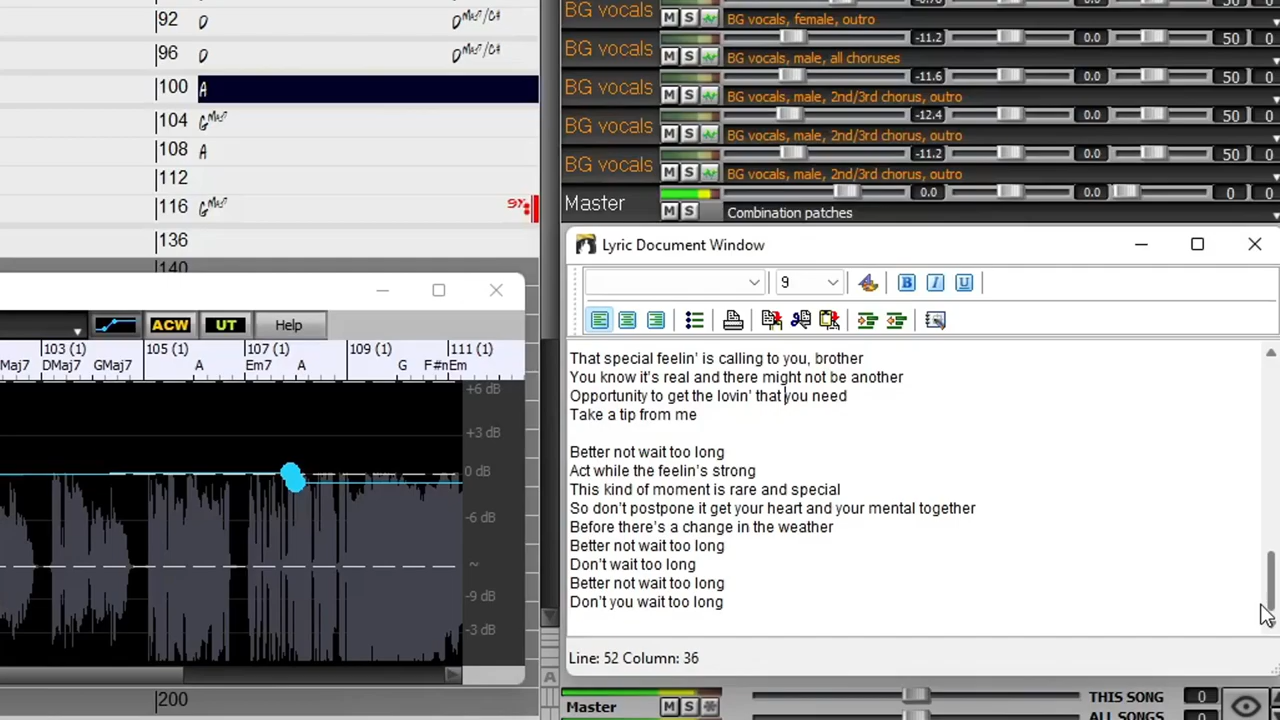 92 D DMaj7/C#
96 D DMaj7/C#
100 A
104 GMaj7
108 A
112
116 GMaj7
136
140
ACW UT Help
103 (1) 105 (1) 107 (1) 109 (1) 111 (1)
Maj7 DMaj7 GMaj7 A Em7 A G F#nEm
+6 dB
+3 dB
0 dB
-6 dB
~
-9 dB
-3 dB
A
200
BG vocals M S 50 0
BG vocals, female, outro
BG vocals -11.2 0.0 50 0
M S BG vocals, male, all choruses
BG vocals -11.6 0.0 50 0
M S BG vocals, male, 2nd/3rd chorus, outro
BG vocals -12.4 0.0 50 0
M S BG vocals, male, 2nd/3rd chorus, outro
BG vocals -11.2 0.0 50 0
M S BG vocals, male, 2nd/3rd chorus, outro
Master 0.0 0.0 0 0
M S Combination patches
Lyric Document Window
9 B I U
That special feelin' is calling to you, brother
You know it's real and there might not be another
Opportunity to get the lovin' that you need
Take a tip from me
Better not wait too long
Act while the feelin's strong
This kind of moment is rare and special
So don't postpone it get your heart and your mental together
Before there's a change in the weather
Better not wait too long
Don't wait too long
Better not wait too long
Don't you wait too long
Line: 52 Column: 36
Master M S THIS SONG 0
ALL SONGS